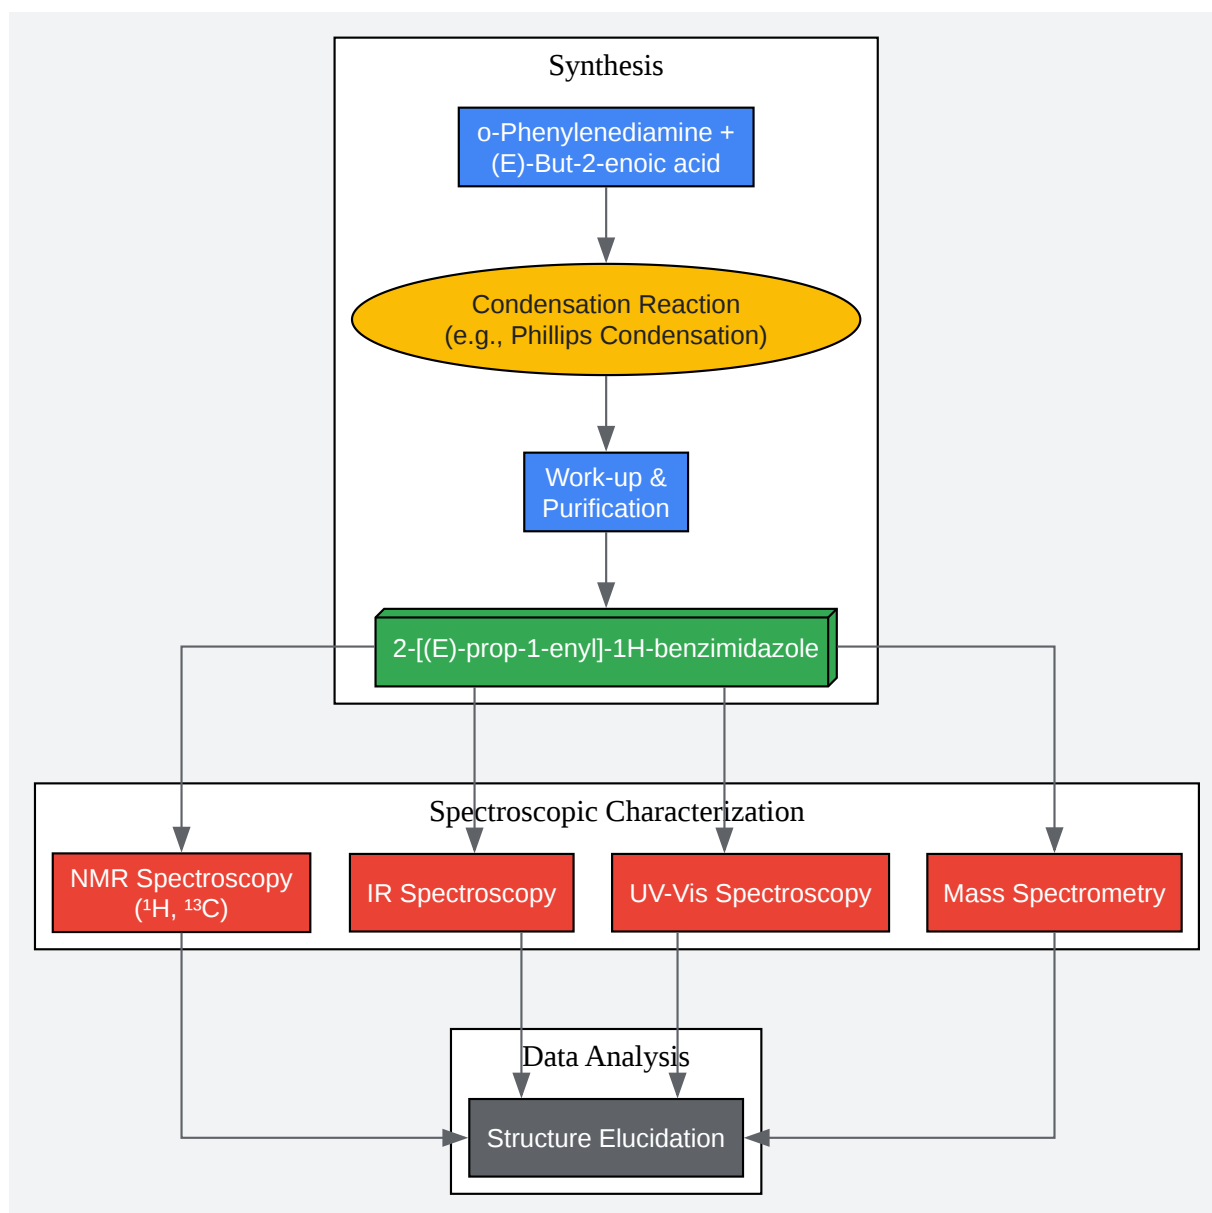 Synthesis
o-Phenylenediamine +
(E)-But-2-enoic acid
Condensation Reaction
(e.g., Phillips Condensation)
Work-up &
Purification
2-[(E)-prop-1-enyl]-1H-benzimidazole
Spectroscopic Characterization
NMR Spectroscopy
(¹H, ¹³C)
IR Spectroscopy
UV-Vis Spectroscopy
Mass Spectrometry
Data Analysis
Structure Elucidation